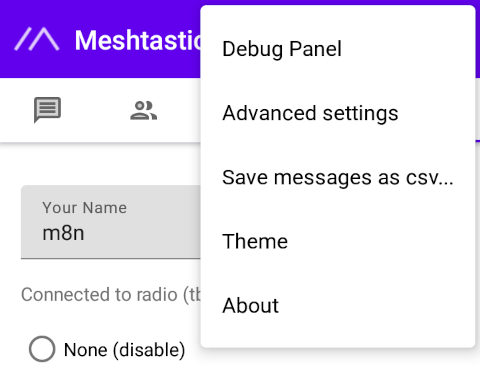 Meshtastic
Debug Panel
Advanced settings
Save messages as csv...
Theme
About
Your Name
m8n
Connected to radio (tb
None (disable)